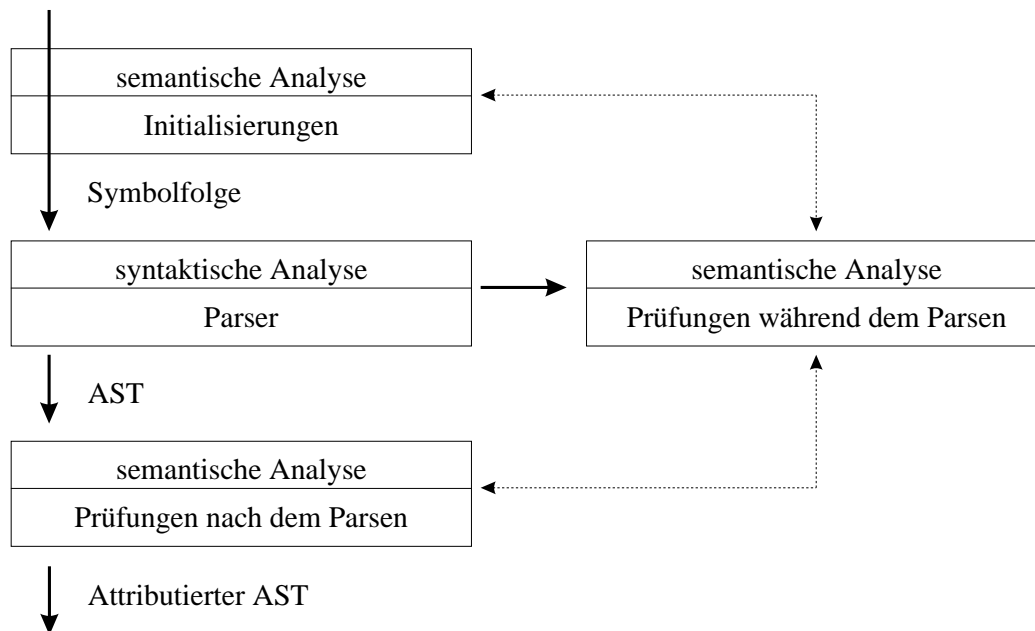 semantische Analyse
Initialisierungen
Symbolfolge
syntaktische Analyse
Parser
semantische Analyse
Prüfungen während dem Parsen
AST
semantische Analyse
Prüfungen nach dem Parsen
Attributierter AST